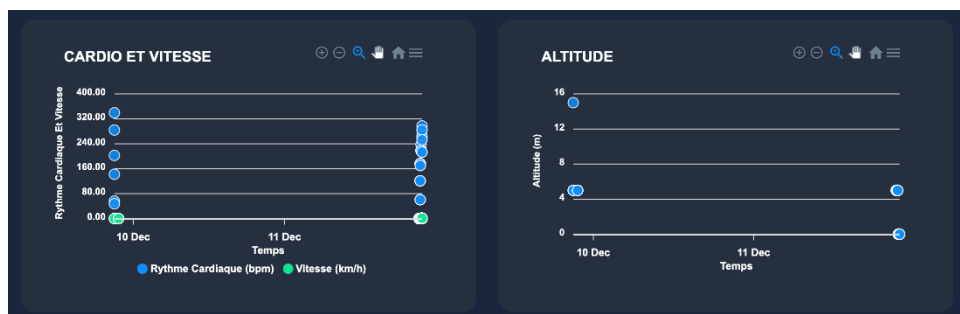 CARDIO ET VITESSE
400.00
320.00
240.00
160.00
80.00
0.00
Rythme Cardiaque Et Vitesse
10 Dec
11 Dec
Temps
Rythme Cardiaque (bpm)
Vitesse (km/h)
ALTITUDE
16
12
8
4
0
Altitude (m)
10 Dec
11 Dec
Temps